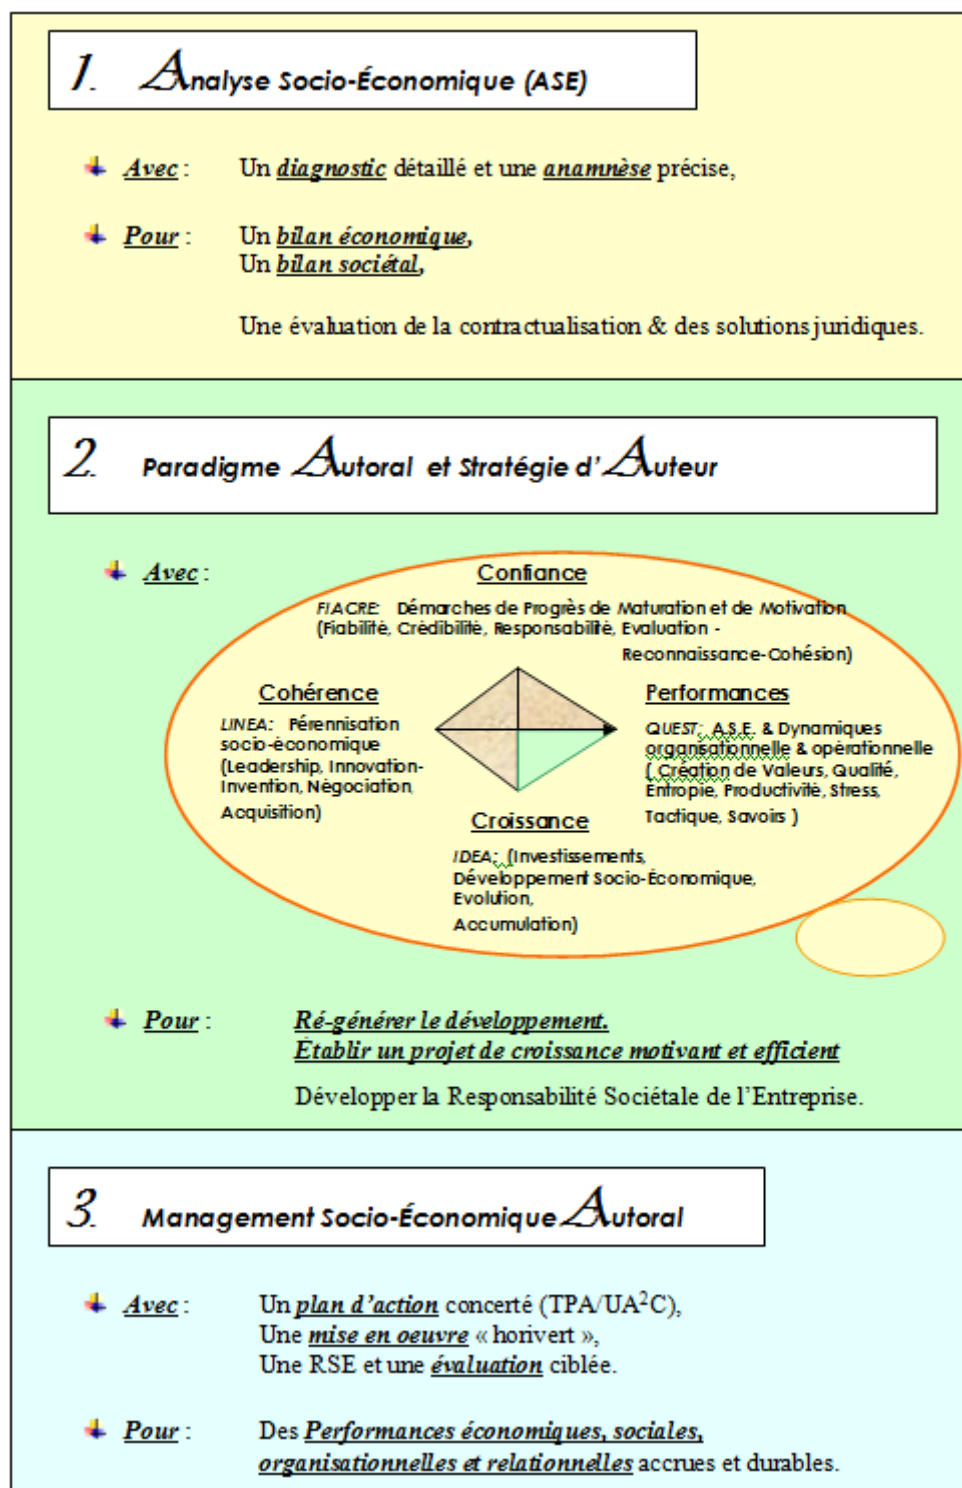 1. Analyse Socio-Économique (ASE)
Avec : Un diagnostic détaillé et une anamnèse précise,
Pour : Un bilan économique,
Un bilan sociétal,
Une évaluation de la contractualisation & des solutions juridiques.
2. Paradigme Autoral et Stratégie d'Auteur
Avec :
Confiance
FIACRE: Démarches de Progrès de Maturation et de Motivation
(Fiabilité, Crédibilité, Responsabilité, Evaluation -
Reconnaissance-Cohésion)
Cohérence
LINEA: Pérennisation
socio-économique
(Leadership, Innovation-
Invention, Négociation,
Acquisition)
Performances
QUEST: A.S.E. & Dynamiques
organisationnelle & opérationnelle
( Création de Valeurs, Qualité,
Entropie, Productivité, Stress,
Tactique, Savoirs )
Croissance
IDEA: (Investissements,
Développement Socio-Économique,
Evolution,
Accumulation)
Pour : Ré-générer le développement.
Établir un projet de croissance motivant et efficient
Développer la Responsabilité Sociétale de l'Entreprise.
3. Management Socio-Économique Autoral
Avec : Un plan d'action concerté (TPA/UA²C),
Une mise en oeuvre « horivert »,
Une RSE et une évaluation ciblée.
Pour : Des Performances économiques, sociales,
organisationnelles et relationnelles accrues et durables.